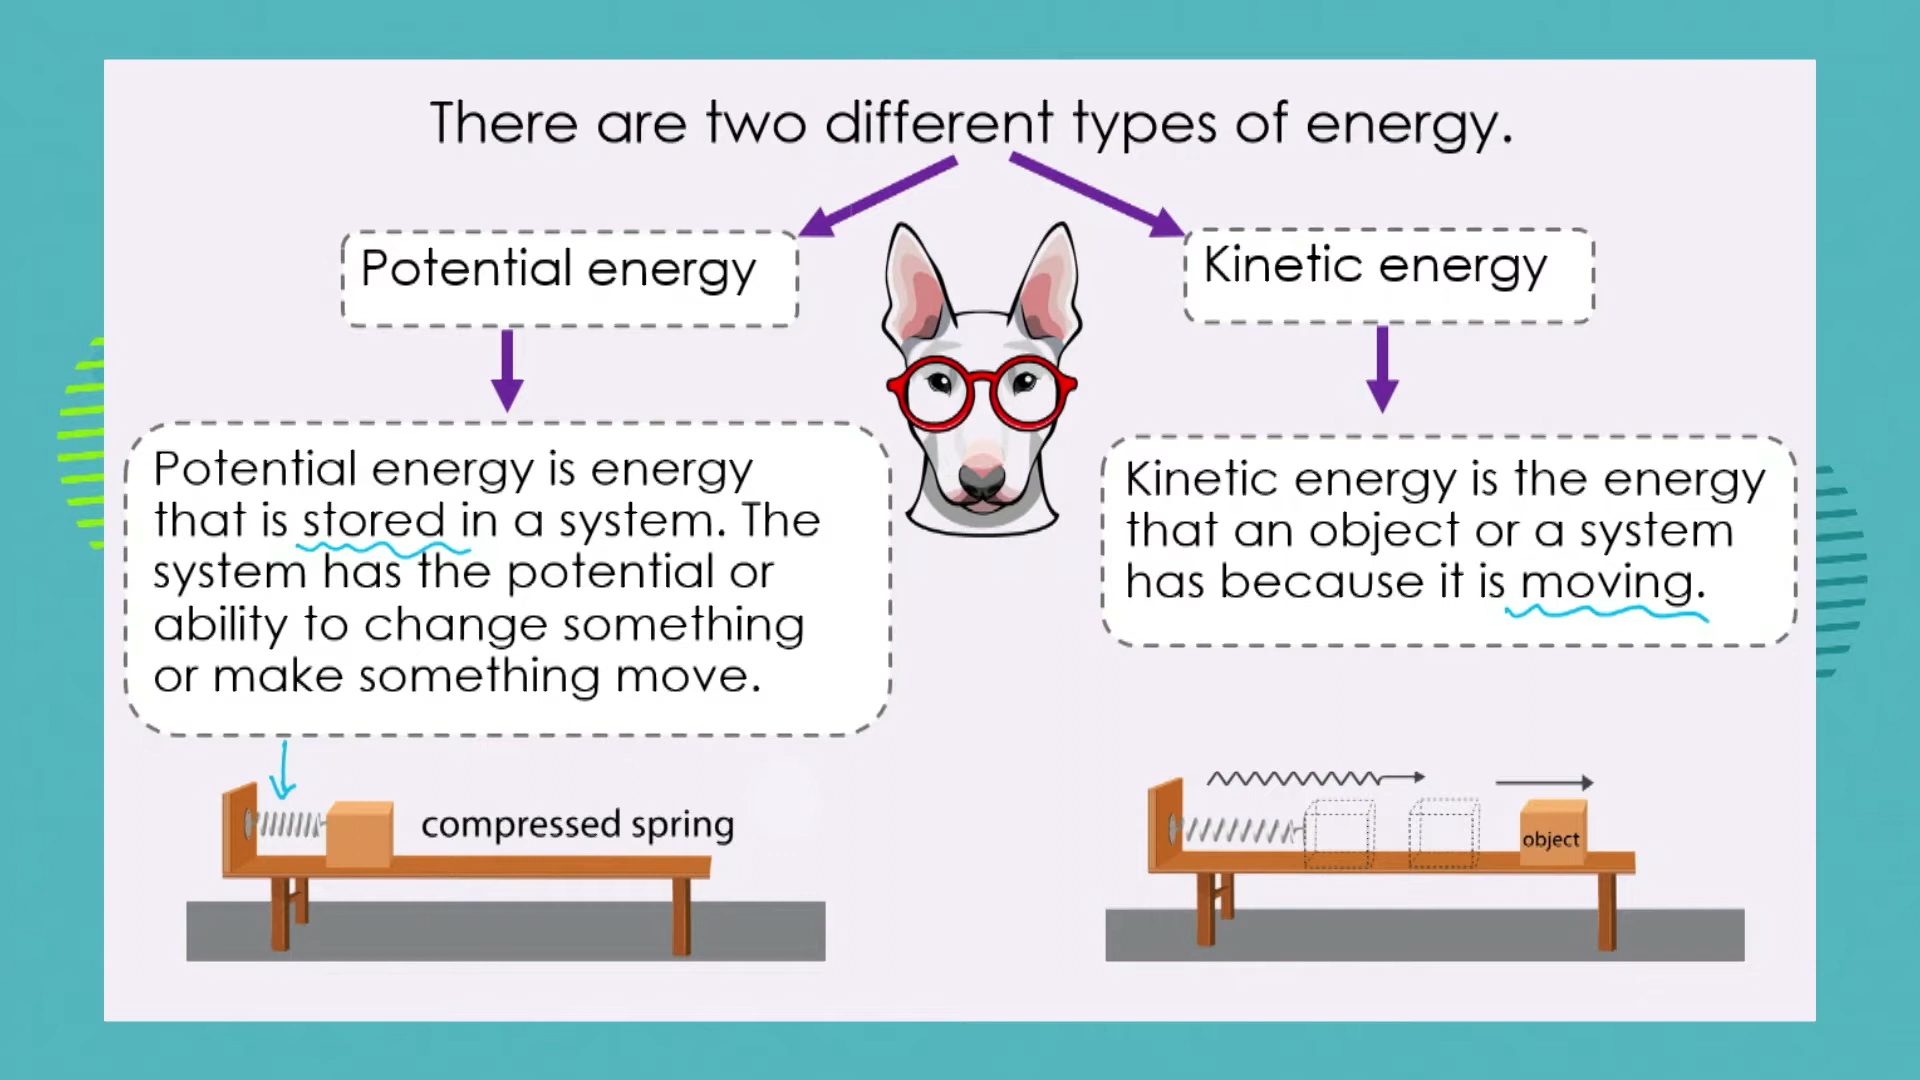 There are two different types of energy.
Potential energy
Kinetic energy
Potential energy is energy
that is stored in a system. The
system has the potential or
ability to change something
or make something move.
Kinetic energy is the energy
that an object or a system
has because it is moving.
compressed spring
object